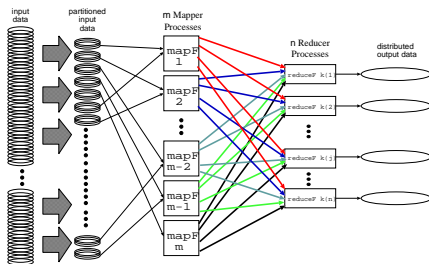 input
data
partitioned
input
data
m Mapper
Processes
n Reducer
Processes
distributed
output data
mapF
1
mapF
2
mapF
m-2
mapF
m-1
mapF
m
reduceF k(1)
reduceF k(2)
reduceF k(j)
reduceF k(n)